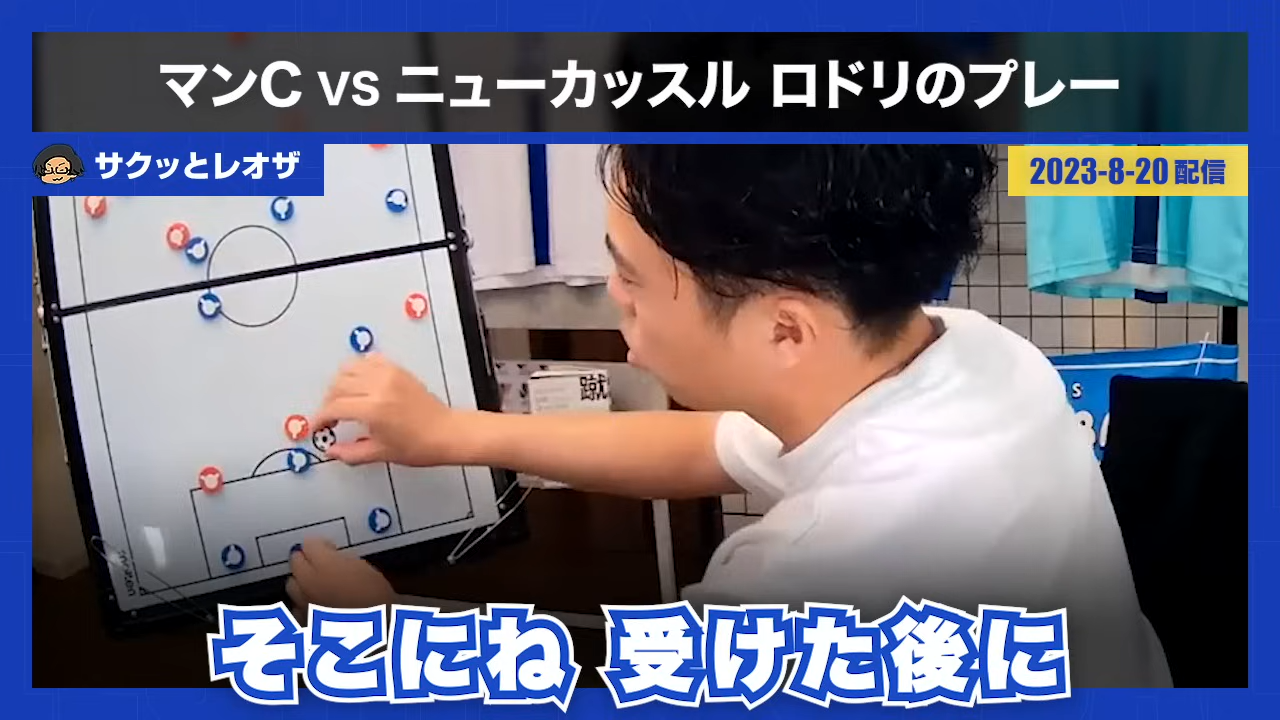 マンC vs ニューカッスル ロドリのプレー
サクッとレオザ
2023-8-20 配信
蹴
S
そこにね 受けた後に